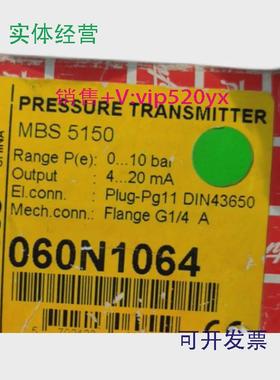 实体经营
销售+V:vip520yx
PRESSURE TRANSMITTER
MBS 5150
Range P(e) : 0...10 bar
Output : 4...20 mA
El.conn. : Plug-Pg11 DIN43650
Mech.conn.: Flange G1/4 A
060N1064
可开发票